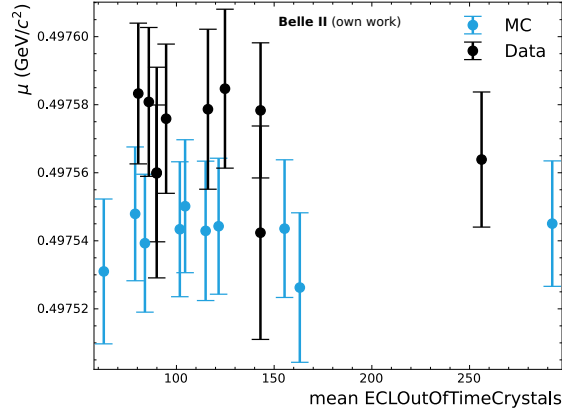 Belle II (own work)
MC
Data
μ (GeV/c²)
0.49760
0.49758
0.49756
0.49754
0.49752
100
150
200
250
mean ECLOutOfTimeCrystals